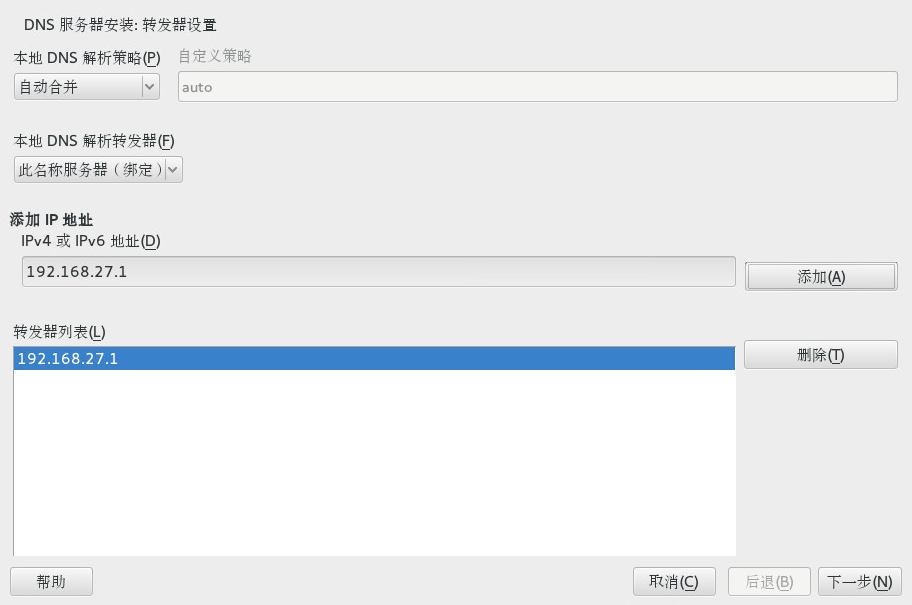 DNS 服务器安装: 转发器设置
本地 DNS 解析策略(P) 自定义策略
自动合并 auto
本地 DNS 解析转发器(F)
此名称服务器（绑定）
添加 IP 地址
IPv4 或 IPv6 地址(D)
192.168.27.1 添加(A)
转发器列表(L)
192.168.27.1 删除(T)
帮助 取消(C) 后退(B) 下一步(N)